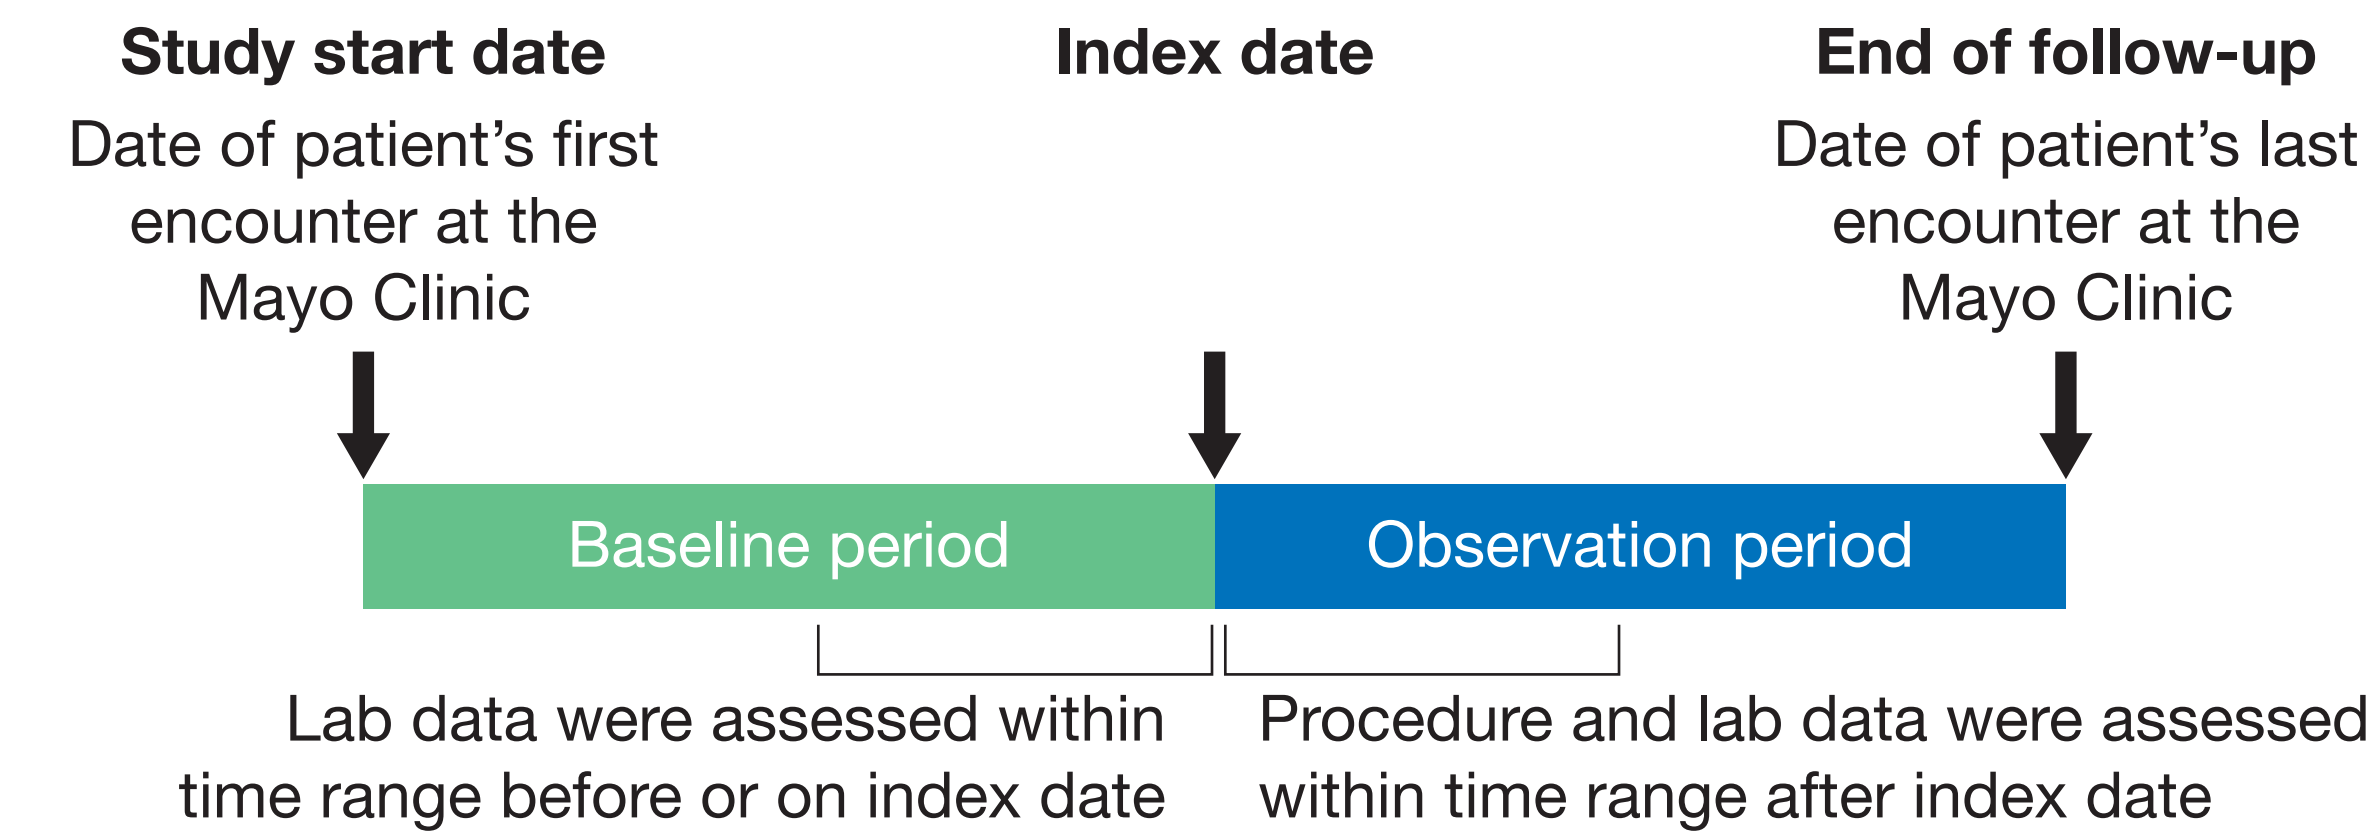 Study start date
Date of patient’s first
encounter at the
Mayo Clinic
Index date
End of follow-up
Date of patient’s last
encounter at the
Mayo Clinic
Baseline period
Observation period
Lab data were assessed within
time range before or on index date
Procedure and lab data were assessed
within time range after index date